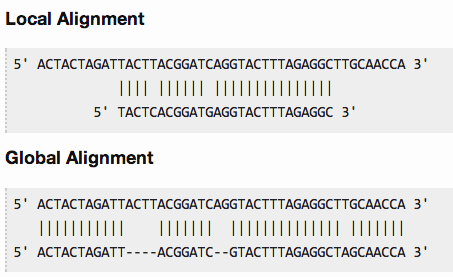 Local Alignment
5' ACTACTAGATTACTTACGGATCAGGTACTTTAGAGGCTTGCAACCA 3'
|||| |||||| |||||||||||||||
5' TACTCACGGATGAGGTACTTTAGAGGC 3'
Global Alignment
5' ACTACTAGATTACTTACGGATCAGGTACTTTAGAGGCTTGCAACCA 3'
||||||||||| ||||||| |||||||||||||| |||||||
5' ACTACTAGATT----ACGGATC--GTACTTTAGAGGCTAGCAACCA 3'